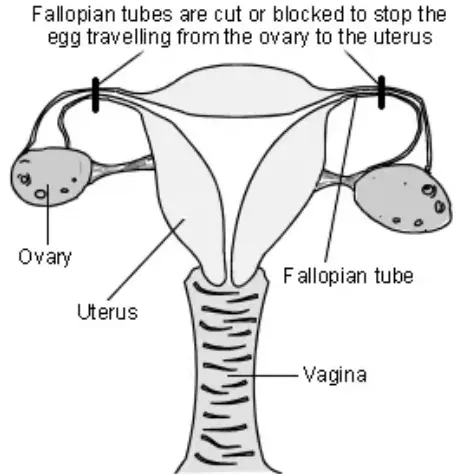 Fallopian tubes are cut or blocked to stop the
egg travelling from the ovary to the uterus
Ovary
Fallopian tube
Uterus
Vagina